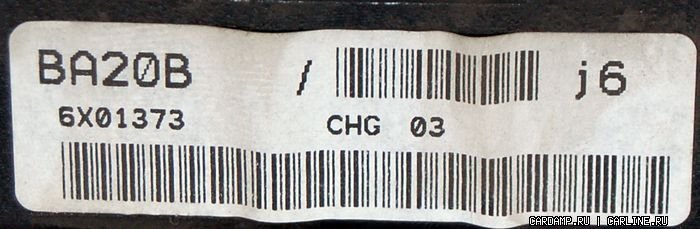 BA20B / j6
6X01373 CHG 03
CARDAMP.RU | CARLINE.RU